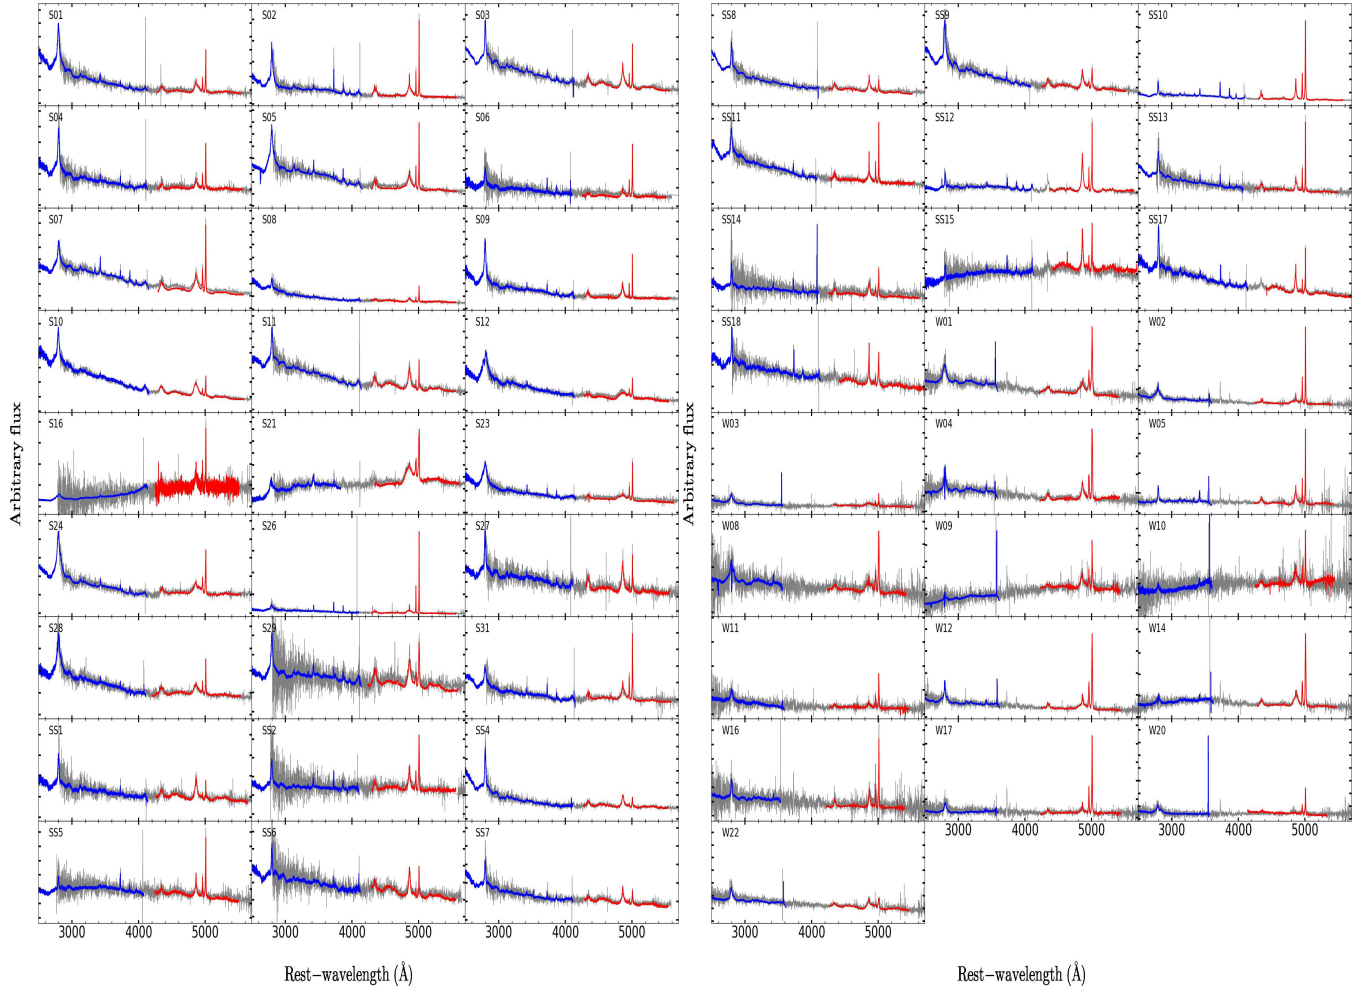 S01 S02 S03
S04 S05 S06
S07 S08 S09
S10 S11 S12
S16 S21 S23
S24 S26 S27
S28 S29 S31
SS1 SS2 SS4
SS5 SS6 SS7
3000 4000 5000 3000 4000 5000 3000 4000 5000
Arbitrary flux
Rest−wavelength (Å)
SS8 SS9 SS10
SS11 SS12 SS13
SS14 SS15 SS17
SS18 W01 W02
W03 W04 W05
W08 W09 W10
W11 W12 W14
W16 W17 W20
3000 4000 5000 3000 4000 5000
W22
3000 4000 5000
Arbitrary flux
Rest−wavelength (Å)